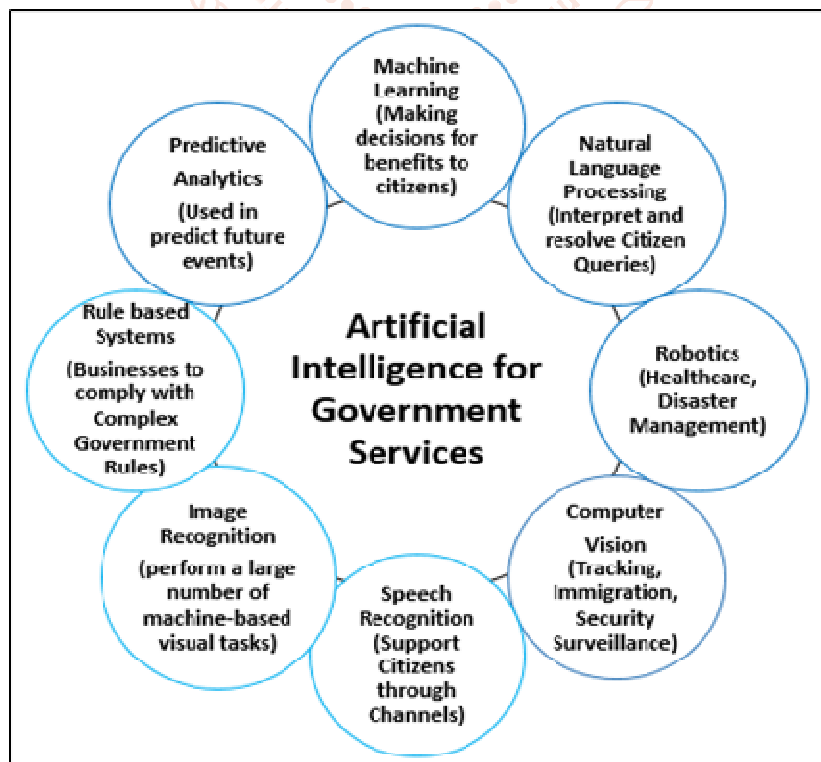 Machine
Learning
(Making
decisions for
benefits to
citizens)
Natural
Language
Processing
(Interpret and
resolve Citizen
Queries)
Robotics
(Healthcare,
Disaster
Management)
Computer
Vision
(Tracking,
Immigration,
Security
Surveillance)
Speech
Recognition
(Support
Citizens
through
Channels)
Image
Recognition
(perform a large
number of
machine-based
visual tasks)
Rule based
Systems
(Businesses to
comply with
Complex
Government
Rules)
Predictive
Analytics
(Used in
predict future
events)
Artificial
Intelligence for
Government
Services